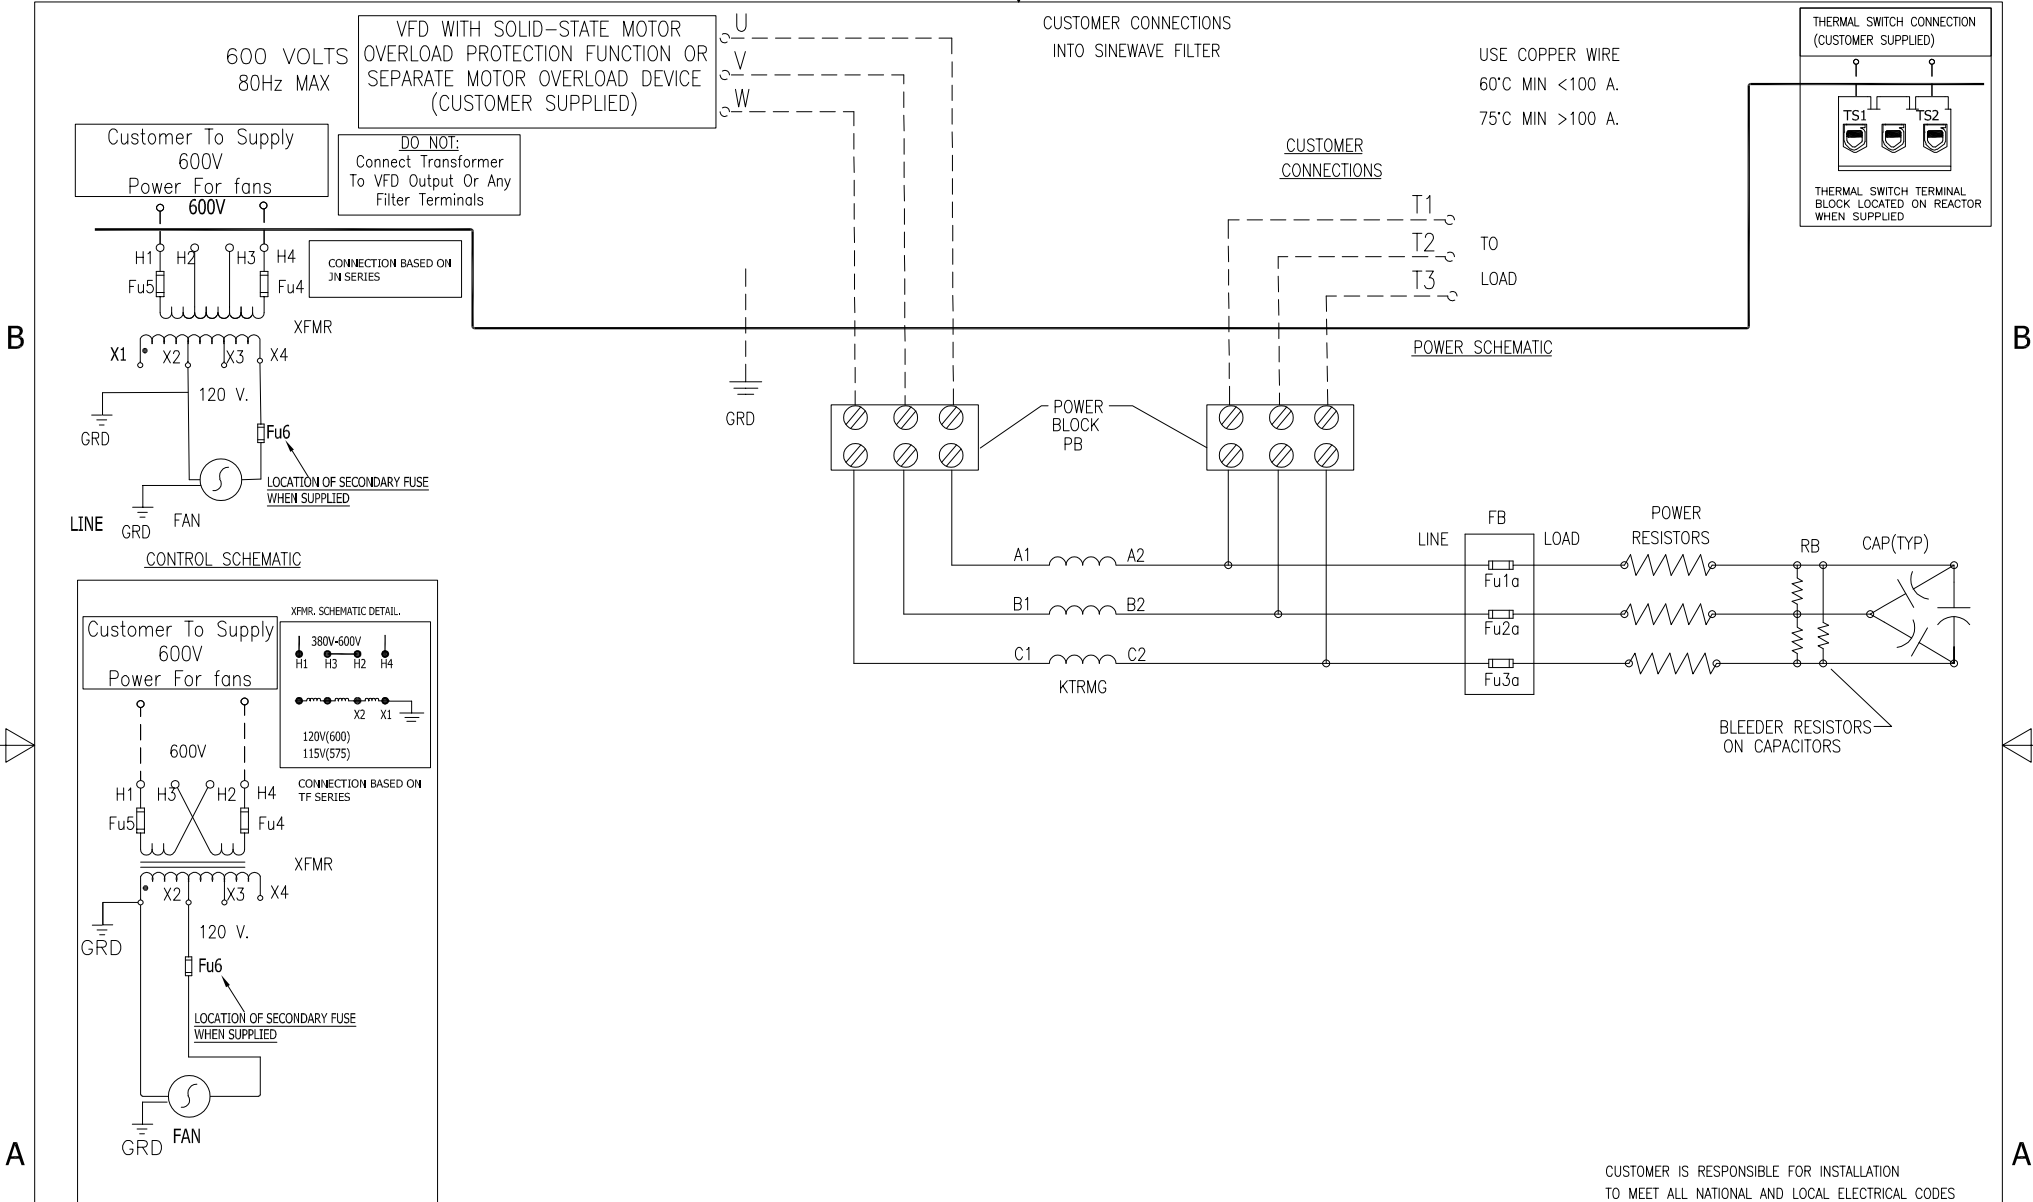 600 VOLTS
80Hz MAX
VFD WITH SOLID-STATE MOTOR
OVERLOAD PROTECTION FUNCTION OR
SEPARATE MOTOR OVERLOAD DEVICE
(CUSTOMER SUPPLIED)
U
V
W
CUSTOMER CONNECTIONS
INTO SINEWAVE FILTER
USE COPPER WIRE
60°C MIN <100 A.
75°C MIN >100 A.
THERMAL SWITCH CONNECTION
(CUSTOMER SUPPLIED)
TS1
TS2
THERMAL SWITCH TERMINAL
BLOCK LOCATED ON REACTOR
WHEN SUPPLIED
Customer To Supply
600V
Power For fans
600V
DO NOT:
Connect Transformer
To VFD Output Or Any
Filter Terminals
H1
H2
H3
H4
Fu5
Fu4
CONNECTION BASED ON
JN SERIES
XFMR
X1
X2
X3
X4
120 V.
GRD
Fu6
LOCATION OF SECONDARY FUSE
WHEN SUPPLIED
LINE
GRD
FAN
CONTROL SCHEMATIC
B
B
GRD
CUSTOMER
CONNECTIONS
T1
T2
T3
TO
LOAD
POWER SCHEMATIC
POWER
BLOCK
PB
A1
A2
B1
B2
C1
C2
KTRMG
LINE
FB
LOAD
Fu1a
Fu2a
Fu3a
POWER
RESISTORS
RB
CAP(TYP)
BLEEDER RESISTORS
ON CAPACITORS
Customer To Supply
600V
Power For fans
XFMR. SCHEMATIC DETAIL.
380V-600V
H1
H3
H2
H4
X2
X1
120V(600)
115V(575)
CONNECTION BASED ON
TF SERIES
600V
H1
H3
H2
H4
Fu5
Fu4
XFMR
X2
X3
X4
GRD
120 V.
Fu6
LOCATION OF SECONDARY FUSE
WHEN SUPPLIED
GRD
FAN
A
A
CUSTOMER IS RESPONSIBLE FOR INSTALLATION
TO MEET ALL NATIONAL AND LOCAL ELECTRICAL CODES